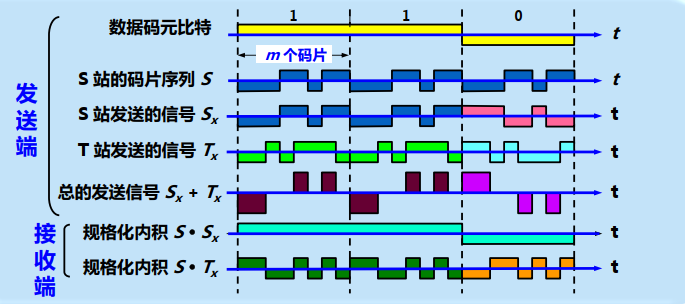 1 1 0
数据码元比特 t
m 个码片
S 站的码片序列 S t
S 站发送的信号 Sx t
T 站发送的信号 Tx t
总的发送信号 Sx + Tx t
规格化内积 S • Sx t
规格化内积 S • Tx t
发送端
接收端